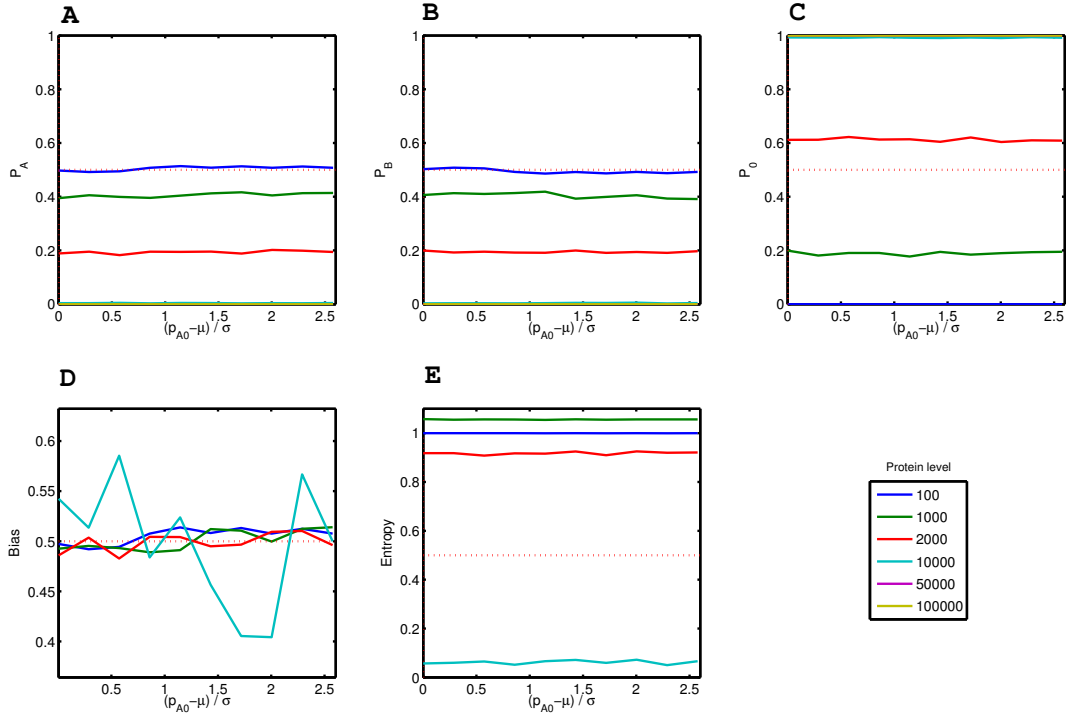 A
1
0.8
0.6
0.4
0.2
0
P_A
0 0.5 1 1.5 2 2.5
(p_A0-μ) / σ
B
1
0.8
0.6
0.4
0.2
0
P_B
0 0.5 1 1.5 2 2.5
(p_A0-μ) / σ
C
1
0.8
0.6
0.4
0.2
0
P_0
0 0.5 1 1.5 2 2.5
(p_A0-μ) / σ
D
0.6
0.55
0.5
0.45
0.4
Bias
0.5 1 1.5 2 2.5
(p_A0-μ) / σ
E
1
0.8
0.6
0.4
0.2
0
Entropy
0 0.5 1 1.5 2 2.5
(p_A0-μ) / σ
Protein level
100
1000
2000
10000
50000
100000